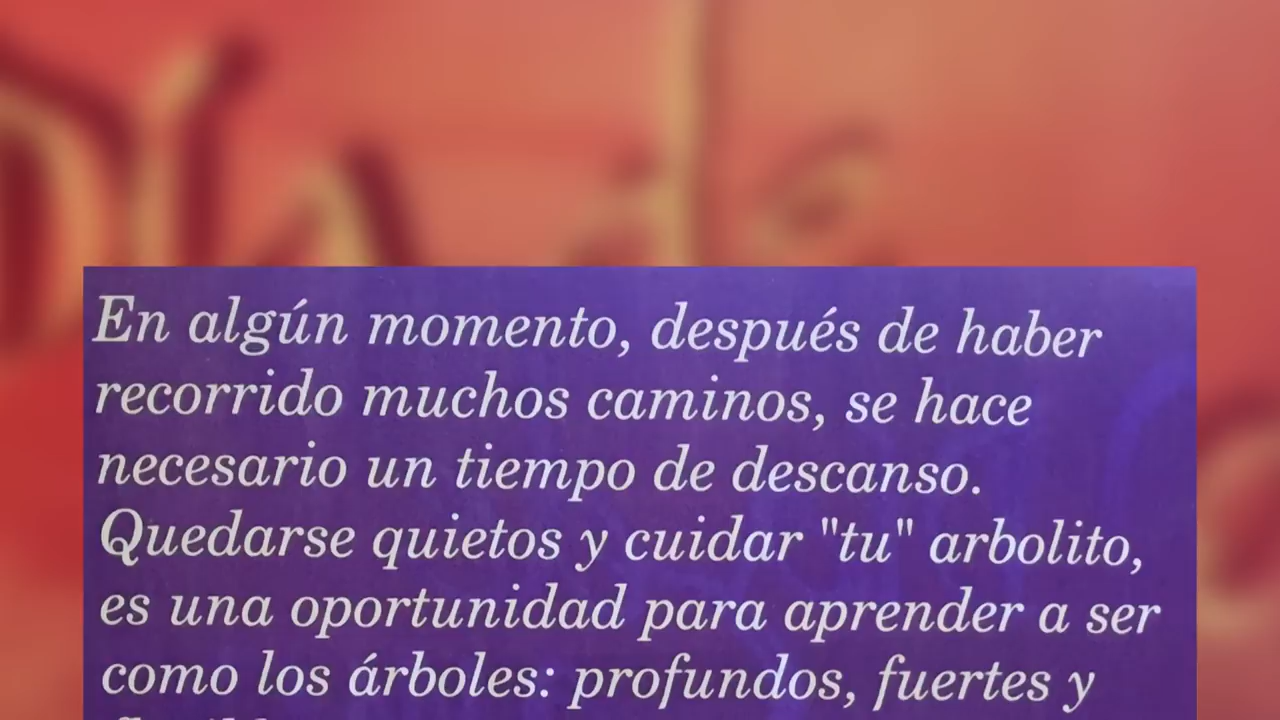 En algún momento, después de haber
recorrido muchos caminos, se hace
necesario un tiempo de descanso.
Quedarse quietos y cuidar "tu" arbolito,
es una oportunidad para aprender a ser
como los árboles: profundos, fuertes y